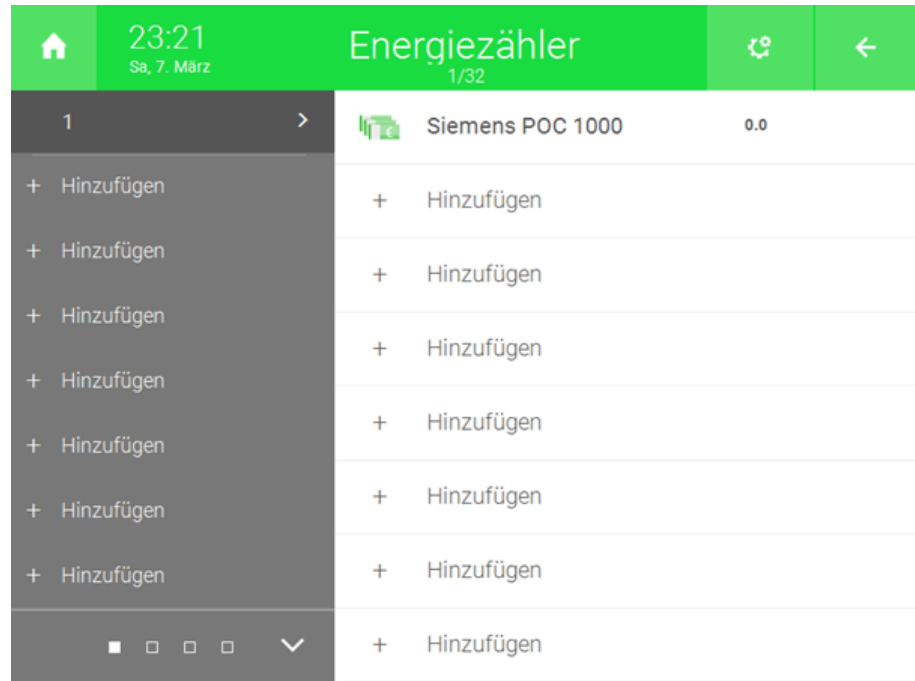 23:21
Sa, 7. März
Energiezähler
1/32
1
+ Hinzufügen
+ Hinzufügen
+ Hinzufügen
+ Hinzufügen
+ Hinzufügen
+ Hinzufügen
+ Hinzufügen
Siemens POC 1000 0.0
+ Hinzufügen
+ Hinzufügen
+ Hinzufügen
+ Hinzufügen
+ Hinzufügen
+ Hinzufügen
+ Hinzufügen